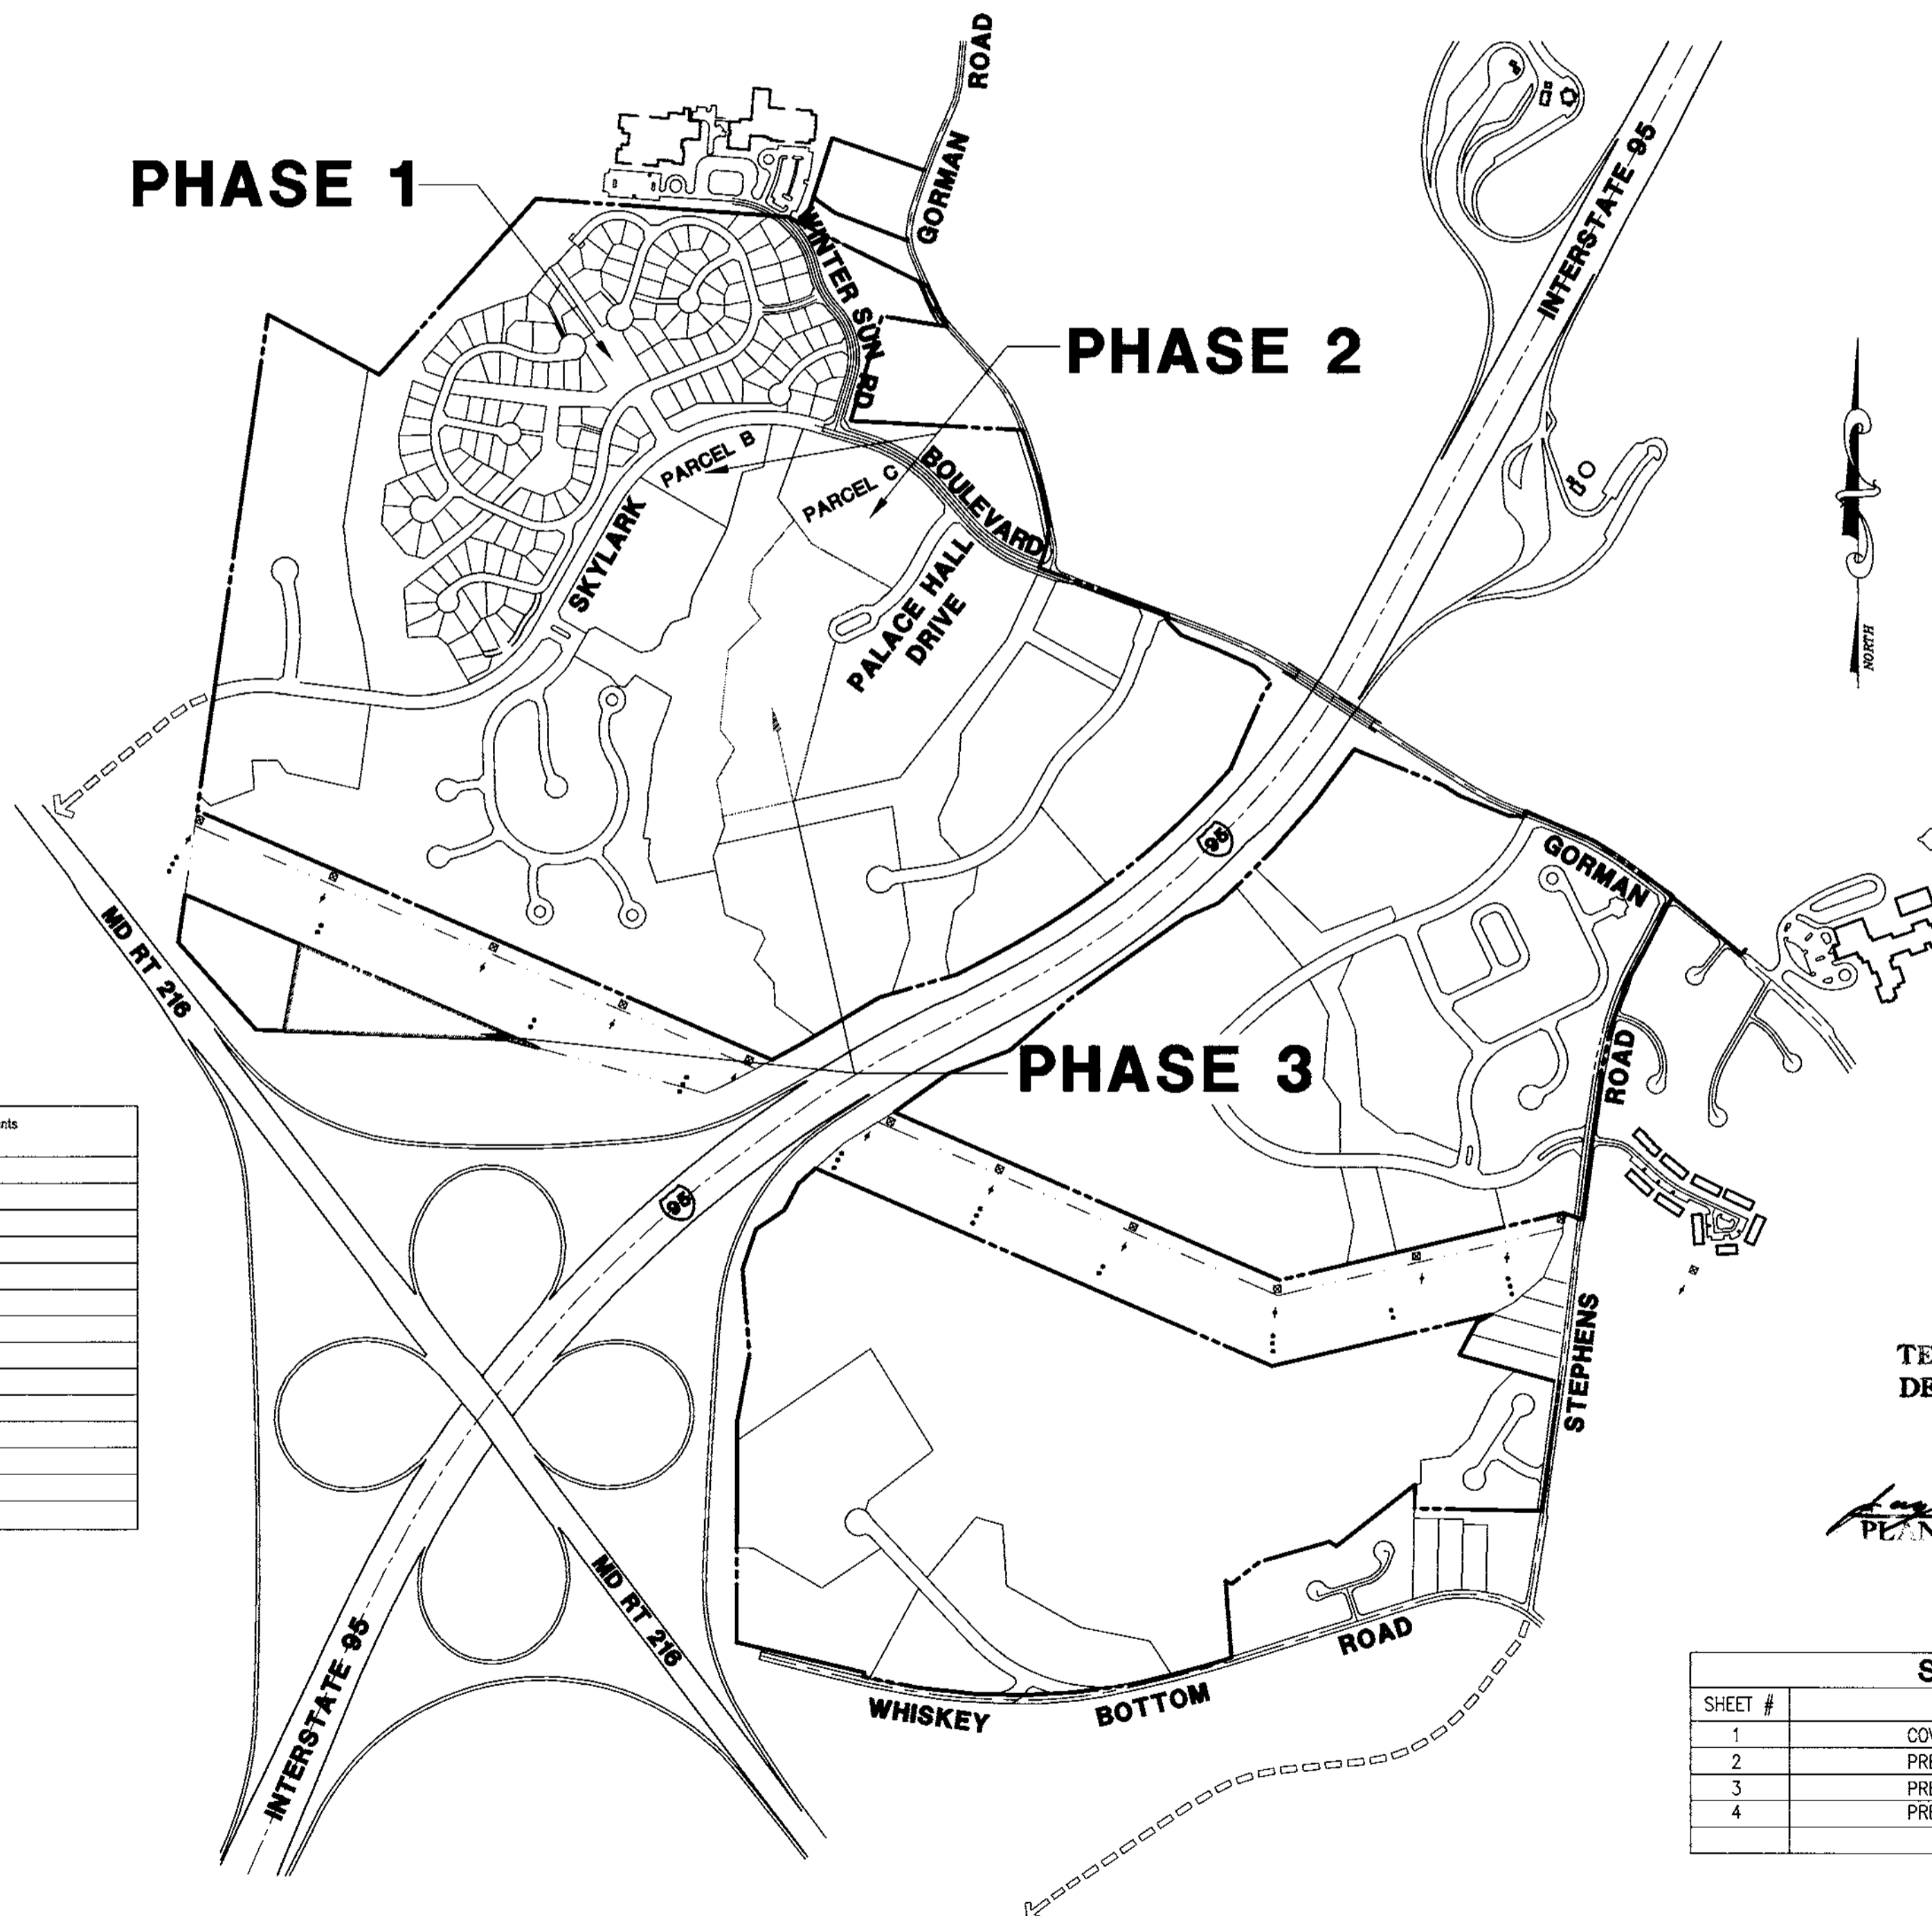 ROAD
GORMAN
PHASE 1
INTERSTATE 95
WINTER SUN RD
PHASE 2
PARCEL B
PARCEL C
BOULEVARD
SKYLARK
PALACE HALL
DRIVE
NORTH
95
GORMAN
MD RT 216
ROAD
PHASE 3
95
STEPHENS
MD RT 216
INTERSTATE 95
ROAD
WHISKEY
BOTTOM
SHEET #
1
2
3
4